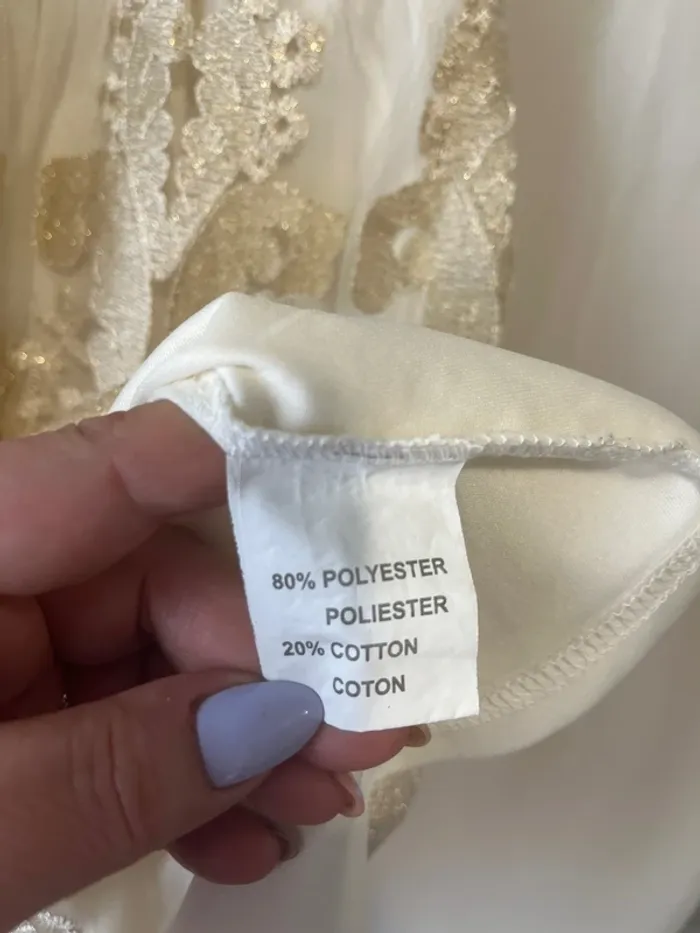 80% POLYESTER
POLIESTER
20% COTTON
COTON